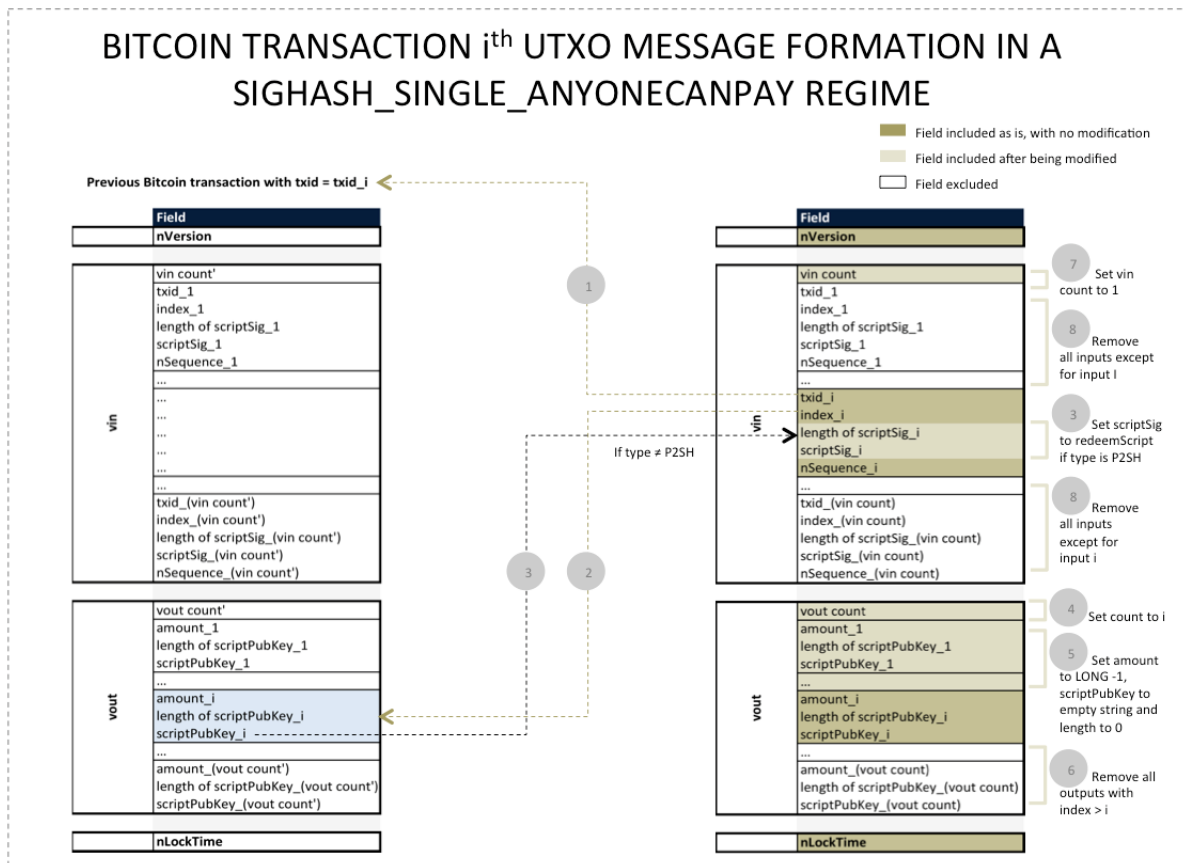 BITCOIN TRANSACTION ith UTXO MESSAGE FORMATION IN A
SIGHASH_SINGLE_ANYONECANPAY REGIME
Field included as is, with no modification
Field included after being modified
Field excluded
Previous Bitcoin transaction with txid = txid_i
Field
nVersion
vin
vin count'
txid_1
index_1
length of scriptSig_1
scriptSig_1
nSequence_1
...
...
...
...
...
...
...
txid_(vin count')
index_(vin count')
length of scriptSig_(vin count')
scriptSig_(vin count')
nSequence_(vin count')
vout
vout count'
amount_1
length of scriptPubKey_1
scriptPubKey_1
...
amount_i
length of scriptPubKey_i
scriptPubKey_i
...
amount_(vout count')
length of scriptPubKey_(vout count')
scriptPubKey_(vout count')
nLockTime
1
If type ≠ P2SH
3
2
Field
nVersion
vin
vin count
txid_1
index_1
length of scriptSig_1
scriptSig_1
nSequence_1
...
txid_i
index_i
length of scriptSig_i
scriptSig_i
nSequence_i
...
txid_(vin count)
index_(vin count)
length of scriptSig_(vin count)
scriptSig_(vin count)
nSequence_(vin count)
vout
vout count
amount_1
length of scriptPubKey_1
scriptPubKey_1
...
amount_i
length of scriptPubKey_i
scriptPubKey_i
...
amount_(vout count)
length of scriptPubKey_(vout count)
scriptPubKey_(vout count)
nLockTime
7
Set vin
count to 1
8
Remove
all inputs except
for input I
3
Set scriptSig
to redeemScript
if type is P2SH
8
Remove
all inputs
except for
input i
4
Set count to i
5
Set amount
to LONG -1,
scriptPubKey to
empty string and
length to 0
6
Remove all
outputs with
index > i